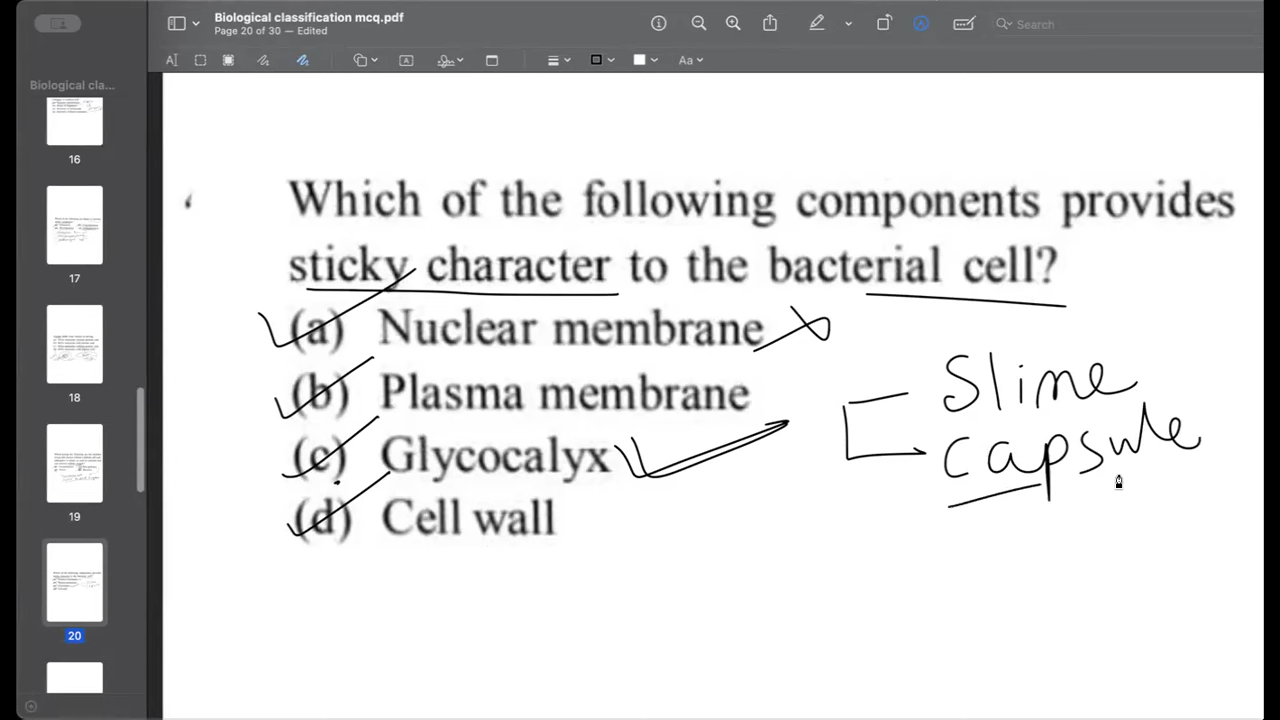 Biological classification mcq.pdf
Page 20 of 30 — Edited
Search
Aa
Biological cla...
16
17
18
19
20
Which of the following components provides
sticky character to the bacterial cell?
(a) Nuclear membrane
(b) Plasma membrane
(c) Glycocalyx
(d) Cell wall
Slime
capsule